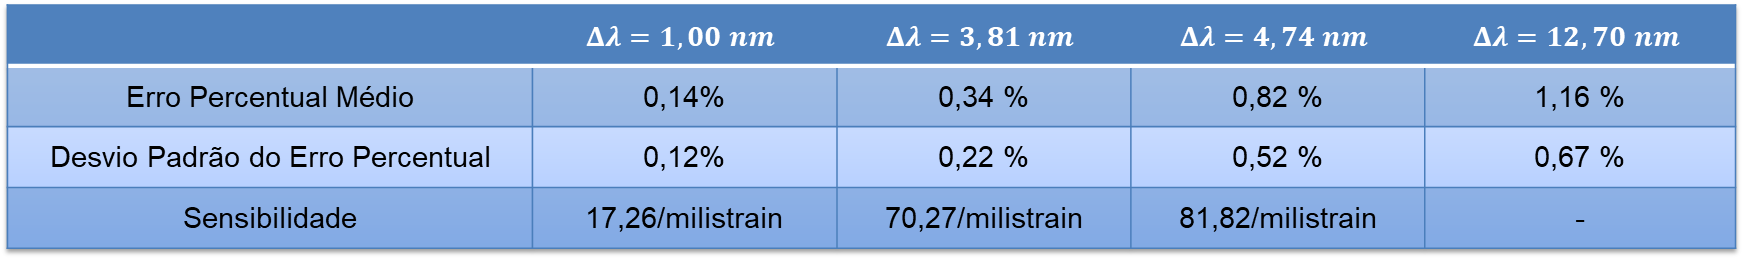 Δλ = 1, 00 nm Δλ = 3, 81 nm Δλ = 4, 74 nm Δλ = 12, 70 nm
Erro Percentual Médio 0,14% 0,34 % 0,82 % 1,16 %
Desvio Padrão do Erro Percentual 0,12% 0,22 % 0,52 % 0,67 %
Sensibilidade 17,26/milistrain 70,27/milistrain 81,82/milistrain -